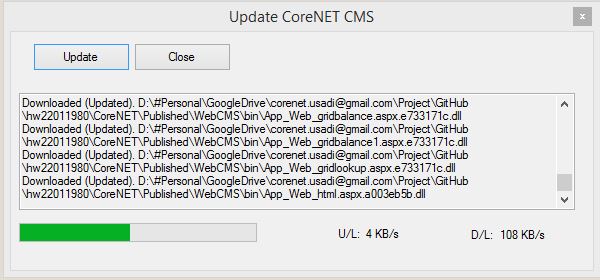 Update CoreNET CMS
x
Update
Close
Downloaded (Updated). D:\#Personal\GoogleDrive\corenet.usadi@gmail.com\Project\GitHub
\hw22011980\CoreNET\Published\WebCMS\bin\App_Web_gridbalance.aspx.e733171c.dll
Downloaded (Updated). D:\#Personal\GoogleDrive\corenet.usadi@gmail.com\Project\GitHub
\hw22011980\CoreNET\Published\WebCMS\bin\App_Web_gridbalance1.aspx.e733171c.dll
Downloaded (Updated). D:\#Personal\GoogleDrive\corenet.usadi@gmail.com\Project\GitHub
\hw22011980\CoreNET\Published\WebCMS\bin\App_Web_gridlookup.aspx.e733171c.dll
Downloaded (Updated). D:\#Personal\GoogleDrive\corenet.usadi@gmail.com\Project\GitHub
\hw22011980\CoreNET\Published\WebCMS\bin\App_Web_html.aspx.a003eb5b.dll
U/L: 4 KB/s
D/L: 108 KB/s